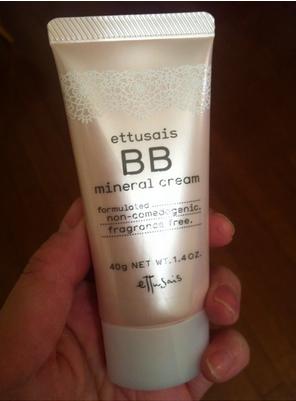 ettusais
BB
mineral cream
formulated
non-comedogenic.
fragrance free.
40g NET WT. 1.4 OZ.
ettusais